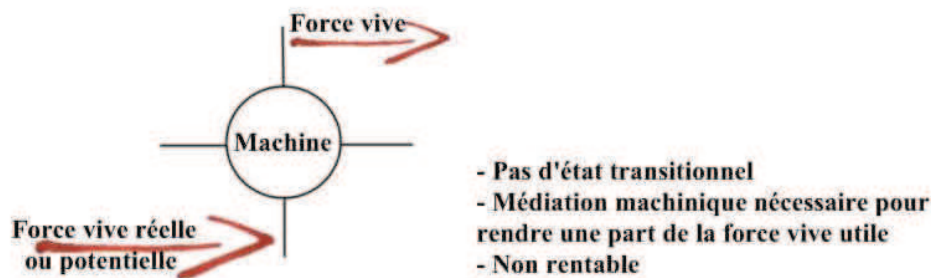 Force vive
Machine
Force vive réelle
ou potentielle
- Pas d'état transitionnel
- Médiation machinique nécessaire pour
rendre une part de la force vive utile
- Non rentable